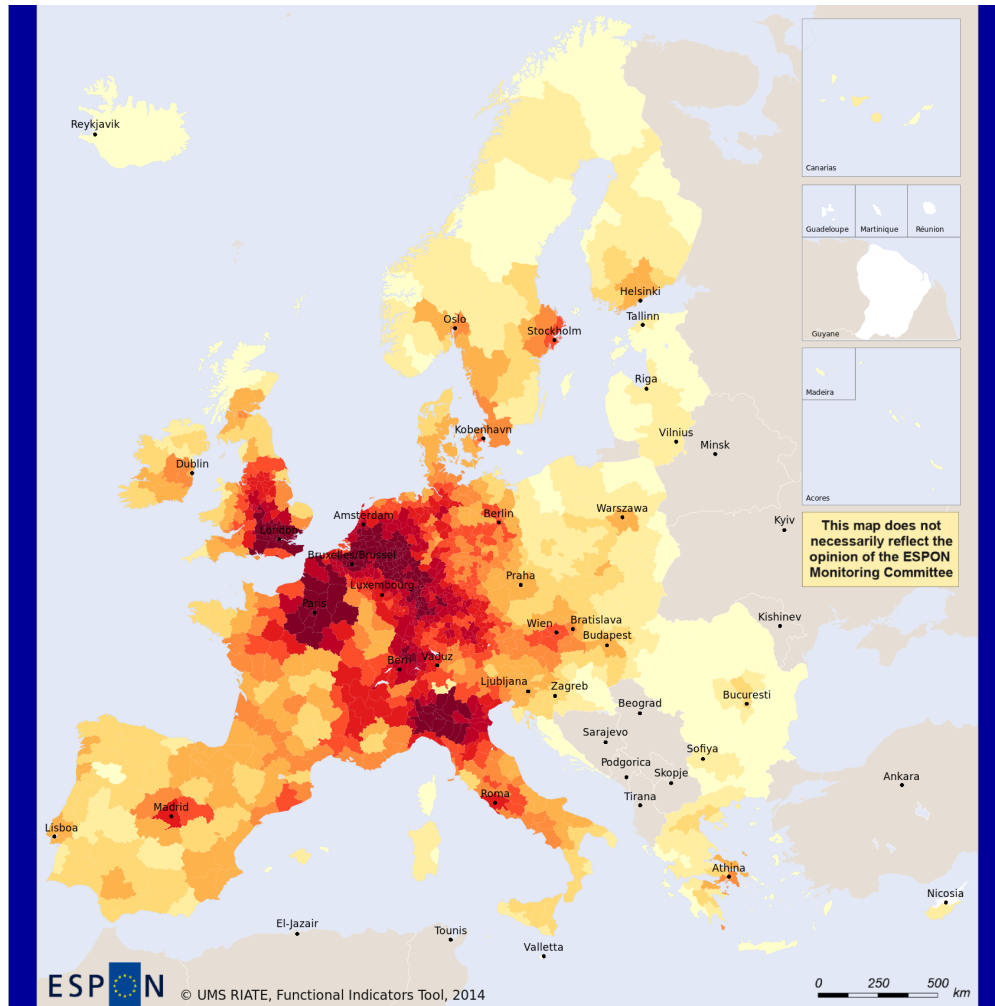 Reykjavik
Canarias
Guadeloupe
Martinique
Réunion
Guyane
Helsinki
Oslo
Tallinn
Stockholm
Madeira
Riga
Acores
Kobenhavn
Vilnius
Minsk
Dublin
Amsterdam
Berlin
Warszawa
This map does not
necessarily reflect the
opinion of the ESPON
Monitoring Committee
London
Kyiv
Bruxelles/Brussel
Luxembourg
Praha
Paris
Wien
Bratislava
Kishinev
Budapest
Bern
Vaduz
Ljubljana
Zagreb
Bucuresti
Beograd
Sarajevo
Sofiya
Podgorica
Skopje
Ankara
Roma
Tirana
Madrid
Lisboa
Athina
Nicosia
El-Jazair
Tounis
Valletta
ESPON
© UMS RIATE, Functional Indicators Tool, 2014
0 250 500
km